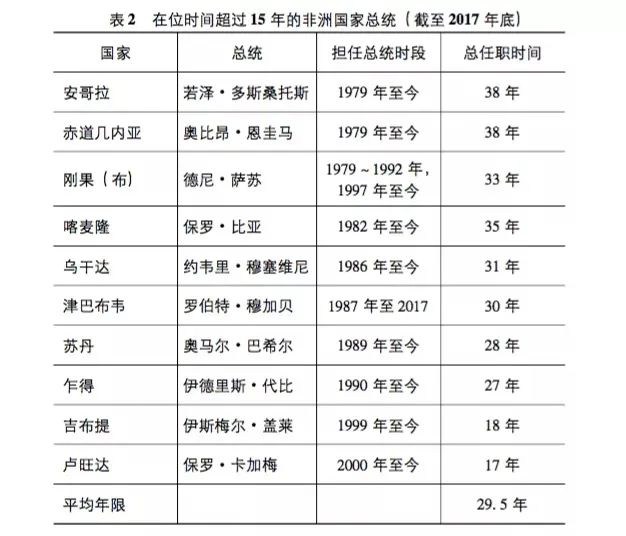 表 2 在位时间超过 15 年的非洲国家总统（截至 2017 年底）
国家 总统 担任总统时段 总任职时间
安哥拉 若泽·多斯桑托斯 1979 年至今 38 年
赤道几内亚 奥比昂·恩圭马 1979 年至今 38 年
刚果（布） 德尼·萨苏 1979~1992 年， 33 年
1997 年至今
喀麦隆 保罗·比亚 1982 年至今 35 年
乌干达 约韦里·穆塞维尼 1986 年至今 31 年
津巴布韦 罗伯特·穆加贝 1987 年至 2017 30 年
苏丹 奥马尔·巴希尔 1989 年至今 28 年
乍得 伊德里斯·代比 1990 年至今 27 年
吉布提 伊斯梅尔·盖莱 1999 年至今 18 年
卢旺达 保罗·卡加梅 2000 年至今 17 年
平均年限 29.5 年